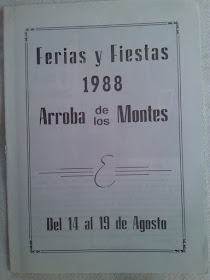 Ferias y Fiestas
1988
Arroba de los Montes
Del 14 al 19 de Agosto